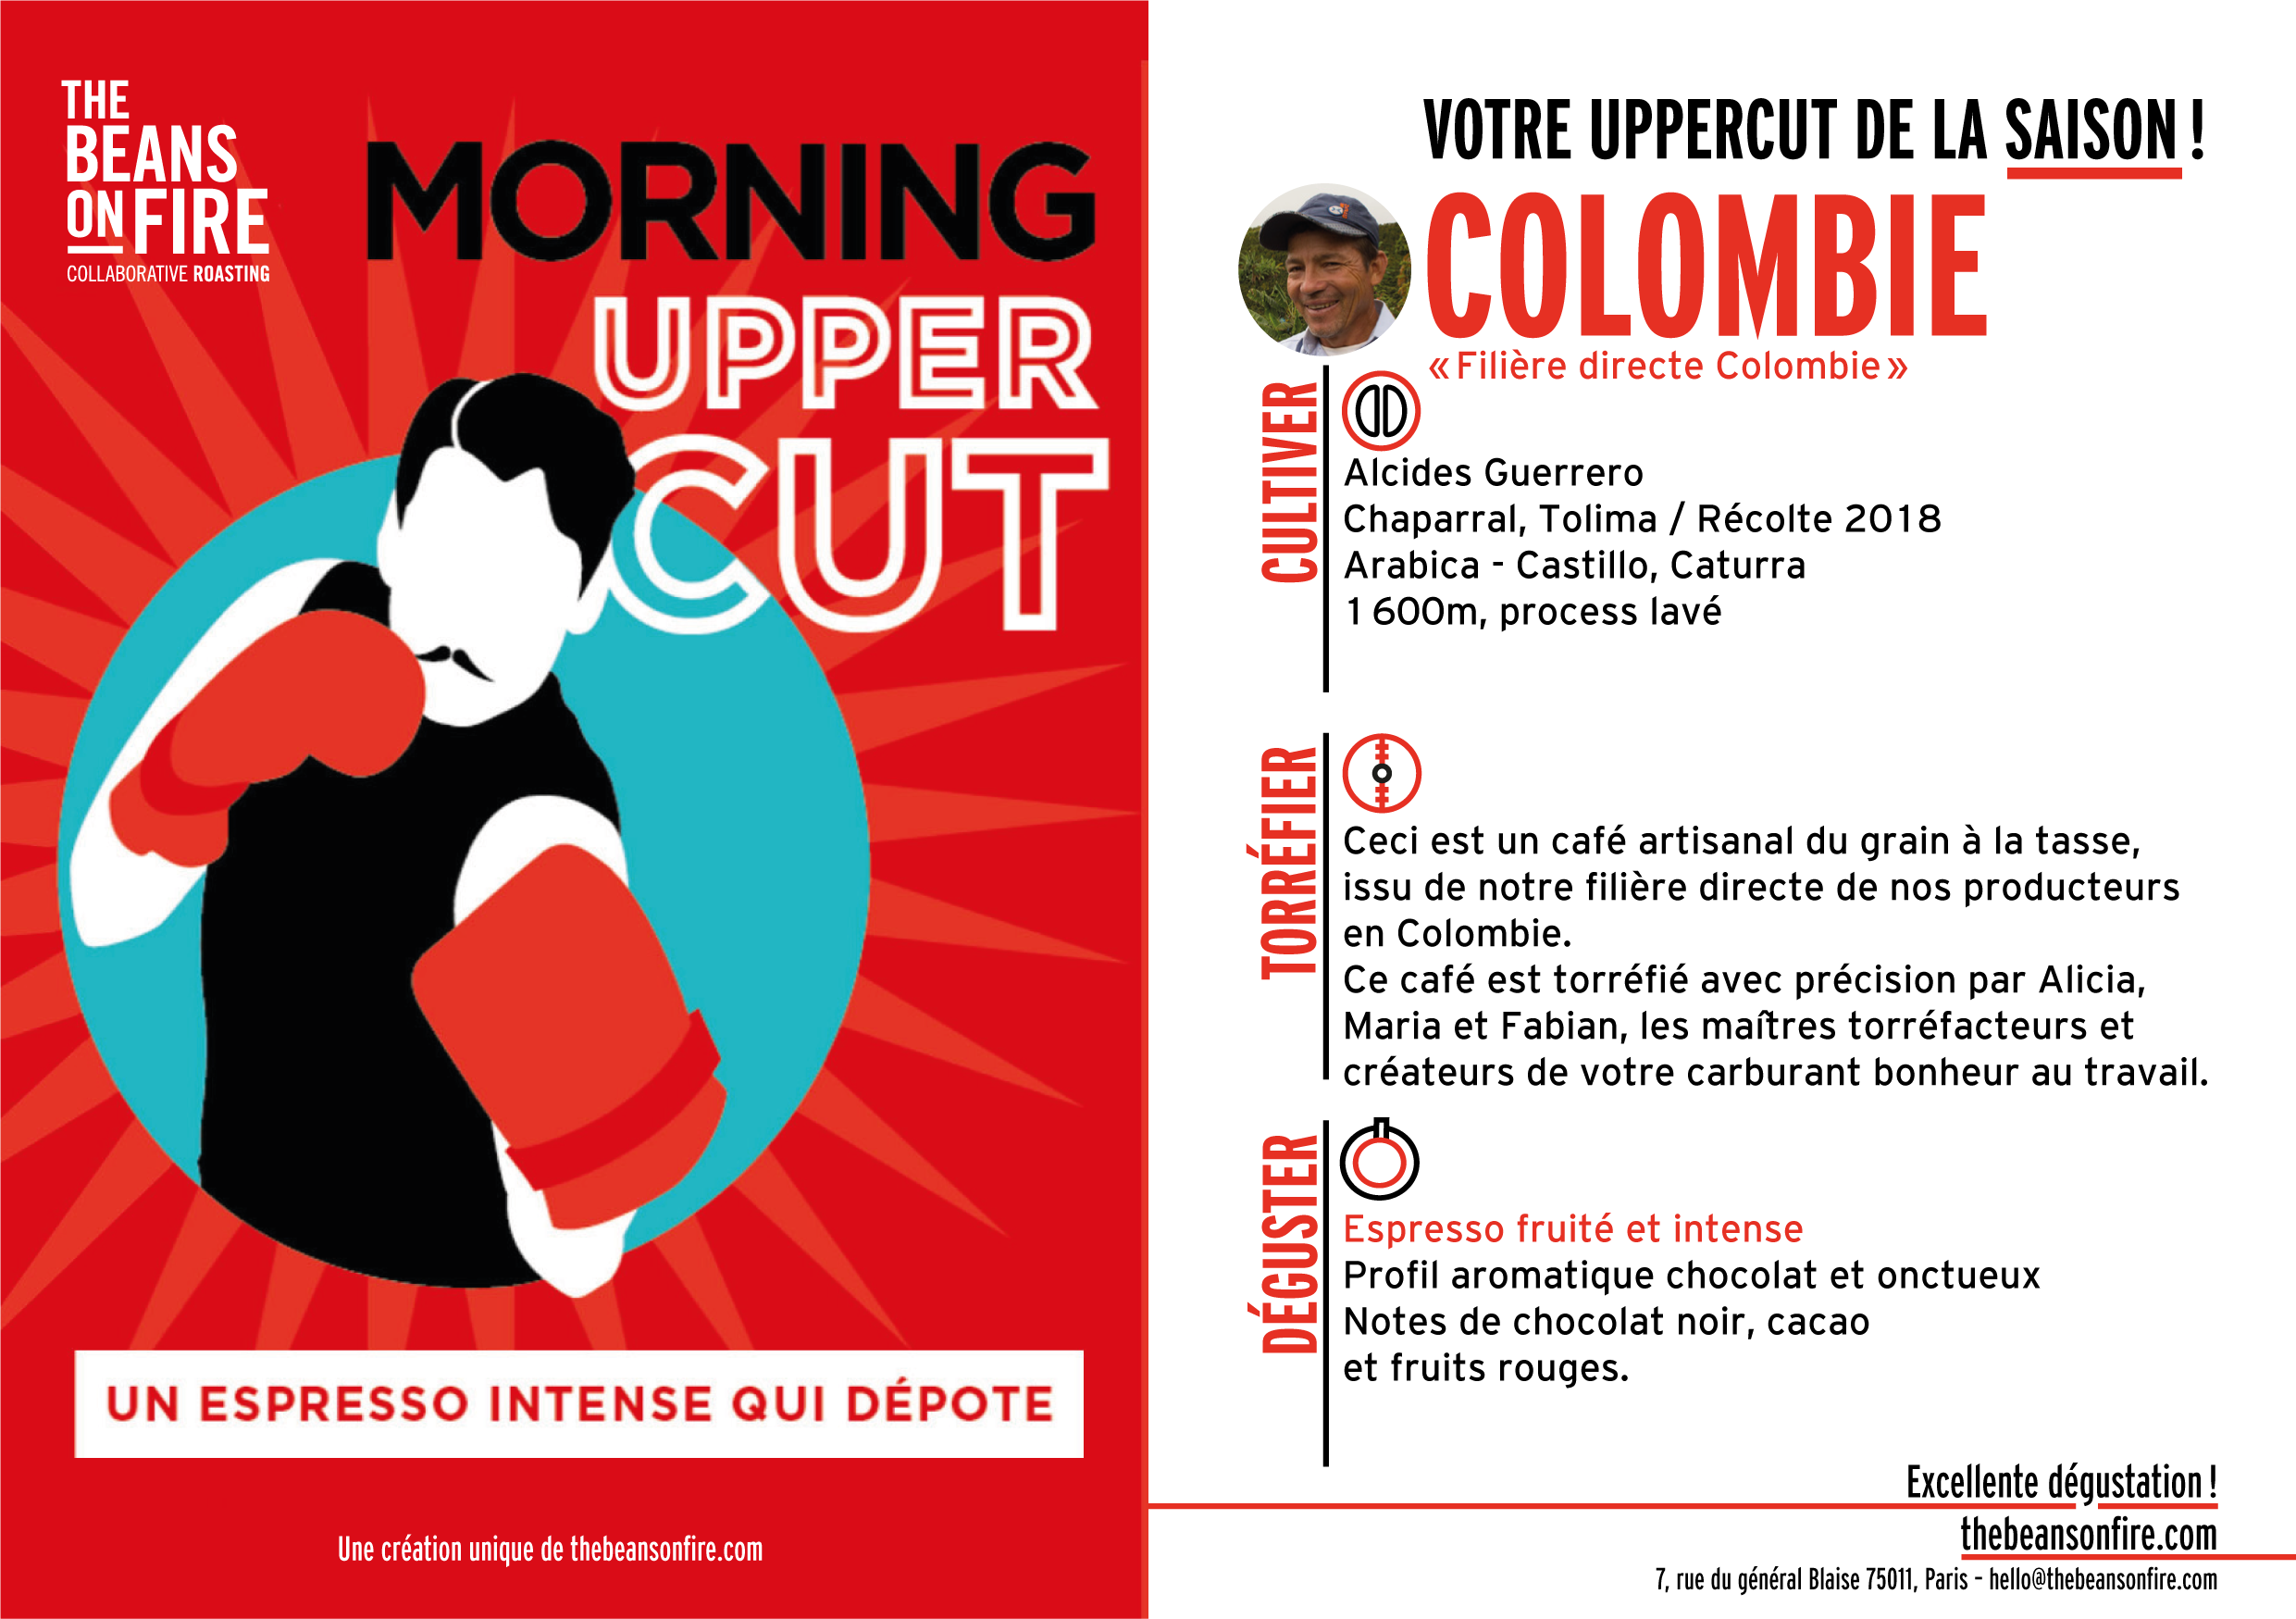 THE
BEANS
ON FIRE
COLLABORATIVE ROASTING
MORNING
UPPER
CUT
UN ESPRESSO INTENSE QUI DÉPOTE
Une création unique de thebeansonfire.com
VOTRE UPPERCUT DE LA SAISON !
COLOMBIE
« Filière directe Colombie »
CULTIVER
Alcides Guerrero
Chaparral, Tolima / Récolte 2018
Arabica - Castillo, Caturra
1 600m, process lavé
TORRÉFIER
Ceci est un café artisanal du grain à la tasse,
issu de notre filière directe de nos producteurs
en Colombie.
Ce café est torréfié avec précision par Alicia,
Maria et Fabian, les maîtres torréfacteurs et
créateurs de votre carburant bonheur au travail.
DÉGUSTER
Espresso fruité et intense
Profil aromatique chocolat et onctueux
Notes de chocolat noir, cacao
et fruits rouges.
Excellente dégustation !
thebeansonfire.com
7, rue du général Blaise 75011, Paris - hello@thebeansonfire.com